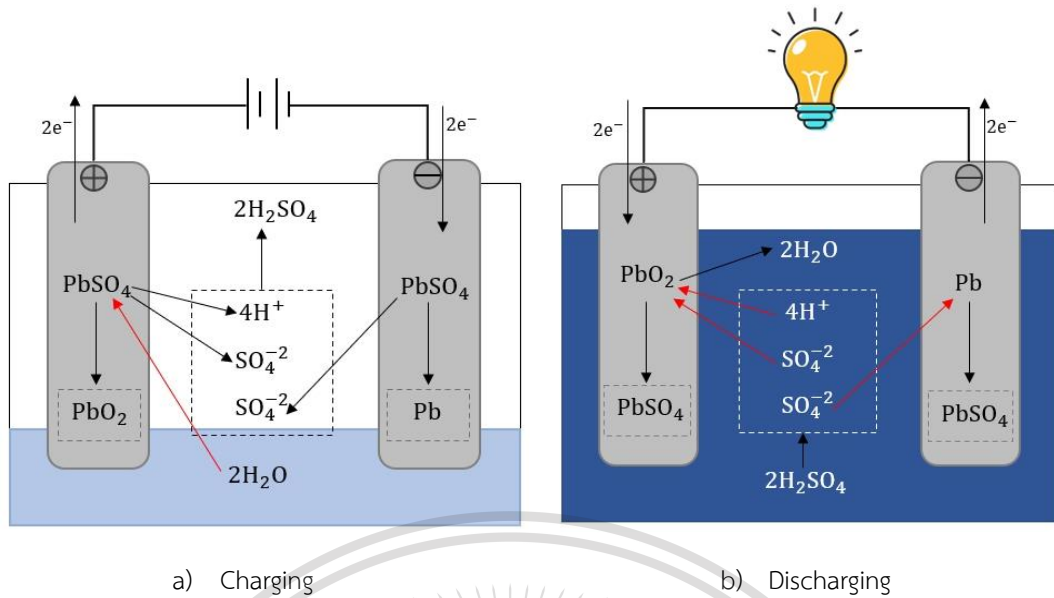 2e⁻
⊕
⊖
2e⁻
2H₂SO₄
PbSO₄
PbSO₄
4H⁺
SO₄⁻²
SO₄⁻²
PbO₂
Pb
2H₂O
a) Charging
2e⁻
⊕
⊖
2e⁻
2H₂O
PbO₂
Pb
4H⁺
SO₄⁻²
SO₄⁻²
PbSO₄
PbSO₄
2H₂SO₄
b) Discharging